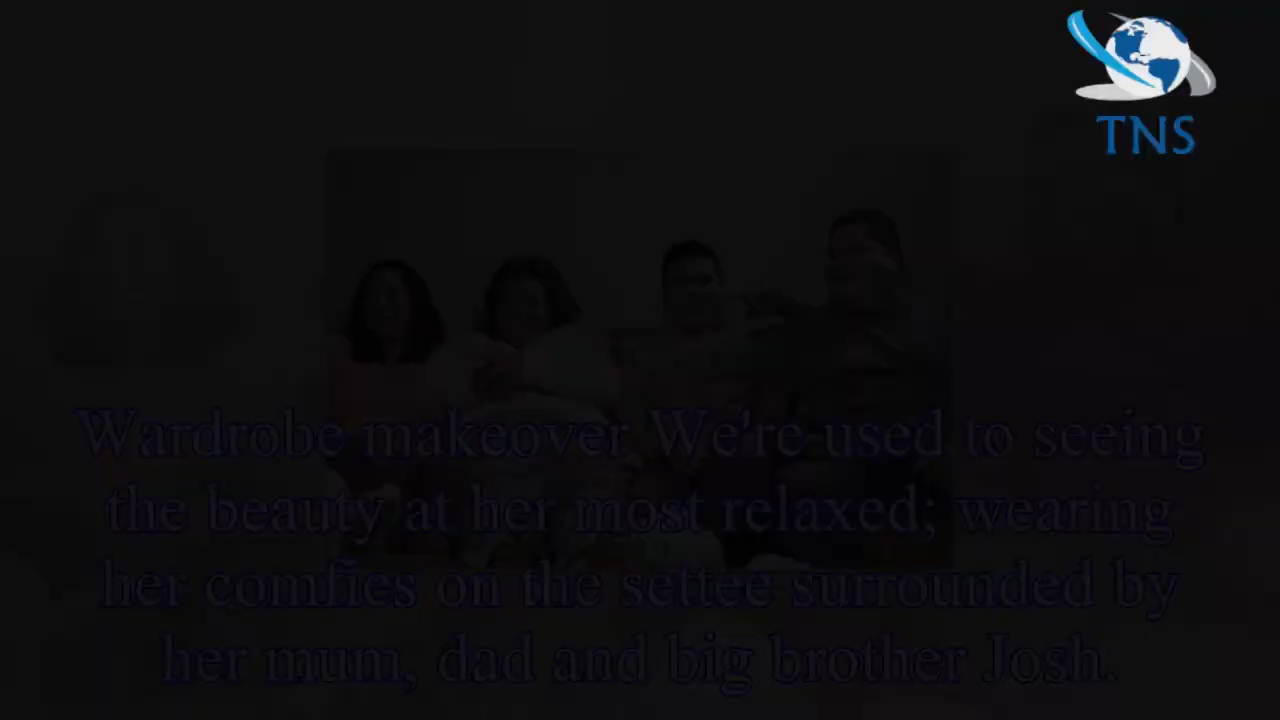 TNS
Wardrobe makeover We're used to seeing
the beauty at her most relaxed; wearing
her comfies on the settee surrounded by
her mum, dad and big brother Josh.